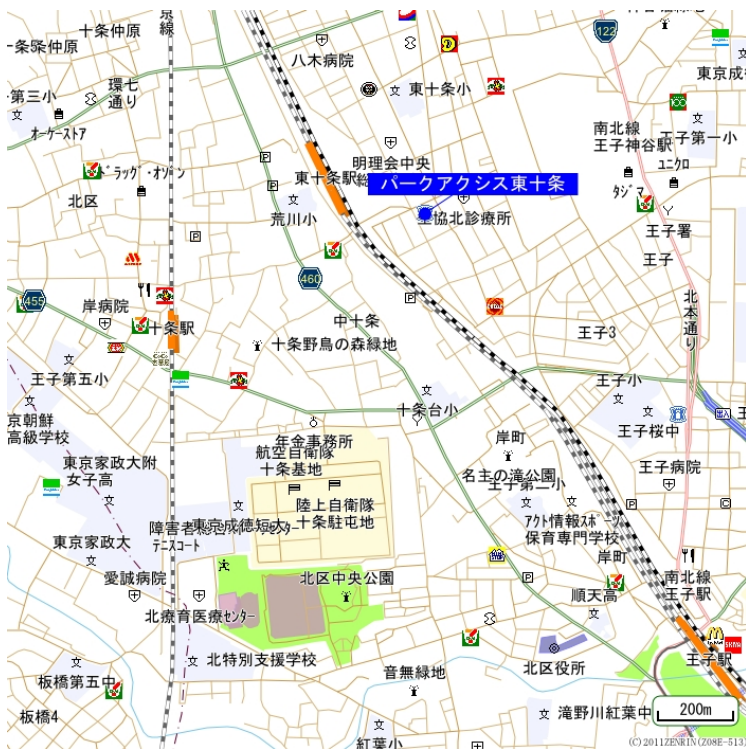 十条仲原
京線
122
一条5条仲原
八木病院
環七
通り
東十条小
第三小
オーケーストア
東京成
南北線
王子神谷駅
王子第一小
ユニクロ
明理会中央
東十条駅
パークアクシス東十条
ドラッグ・オゾン
北区
荒川小
協北診療所
タジマ
王子署
王子
460
455
岸病院
十条駅
中十条
十条野鳥の森緑地
王子3
北本通り
王子第五小
十条台小
王子小
王子桜中
京朝鮮
高級学校
年金事務所
航空自衛隊
十条基地
岸町
名主の滝公園
王子第二小
王子病院
東京家政大附
女子高
陸上自衛隊
十条駐屯地
東京成徳短大
テニスコート
アクト情報スポーツ
保育専門学校
東京家政大
岸町
愛誠病院
北区中央公園
南北線
王子駅
北療育医療センター
順天高
王子駅
北特別支援学校
北区役所
音無緑地
板橋第五中
板橋4
滝野川紅葉中
紅葉小
200m
(C)2011ZENRIN(Z08E-513)